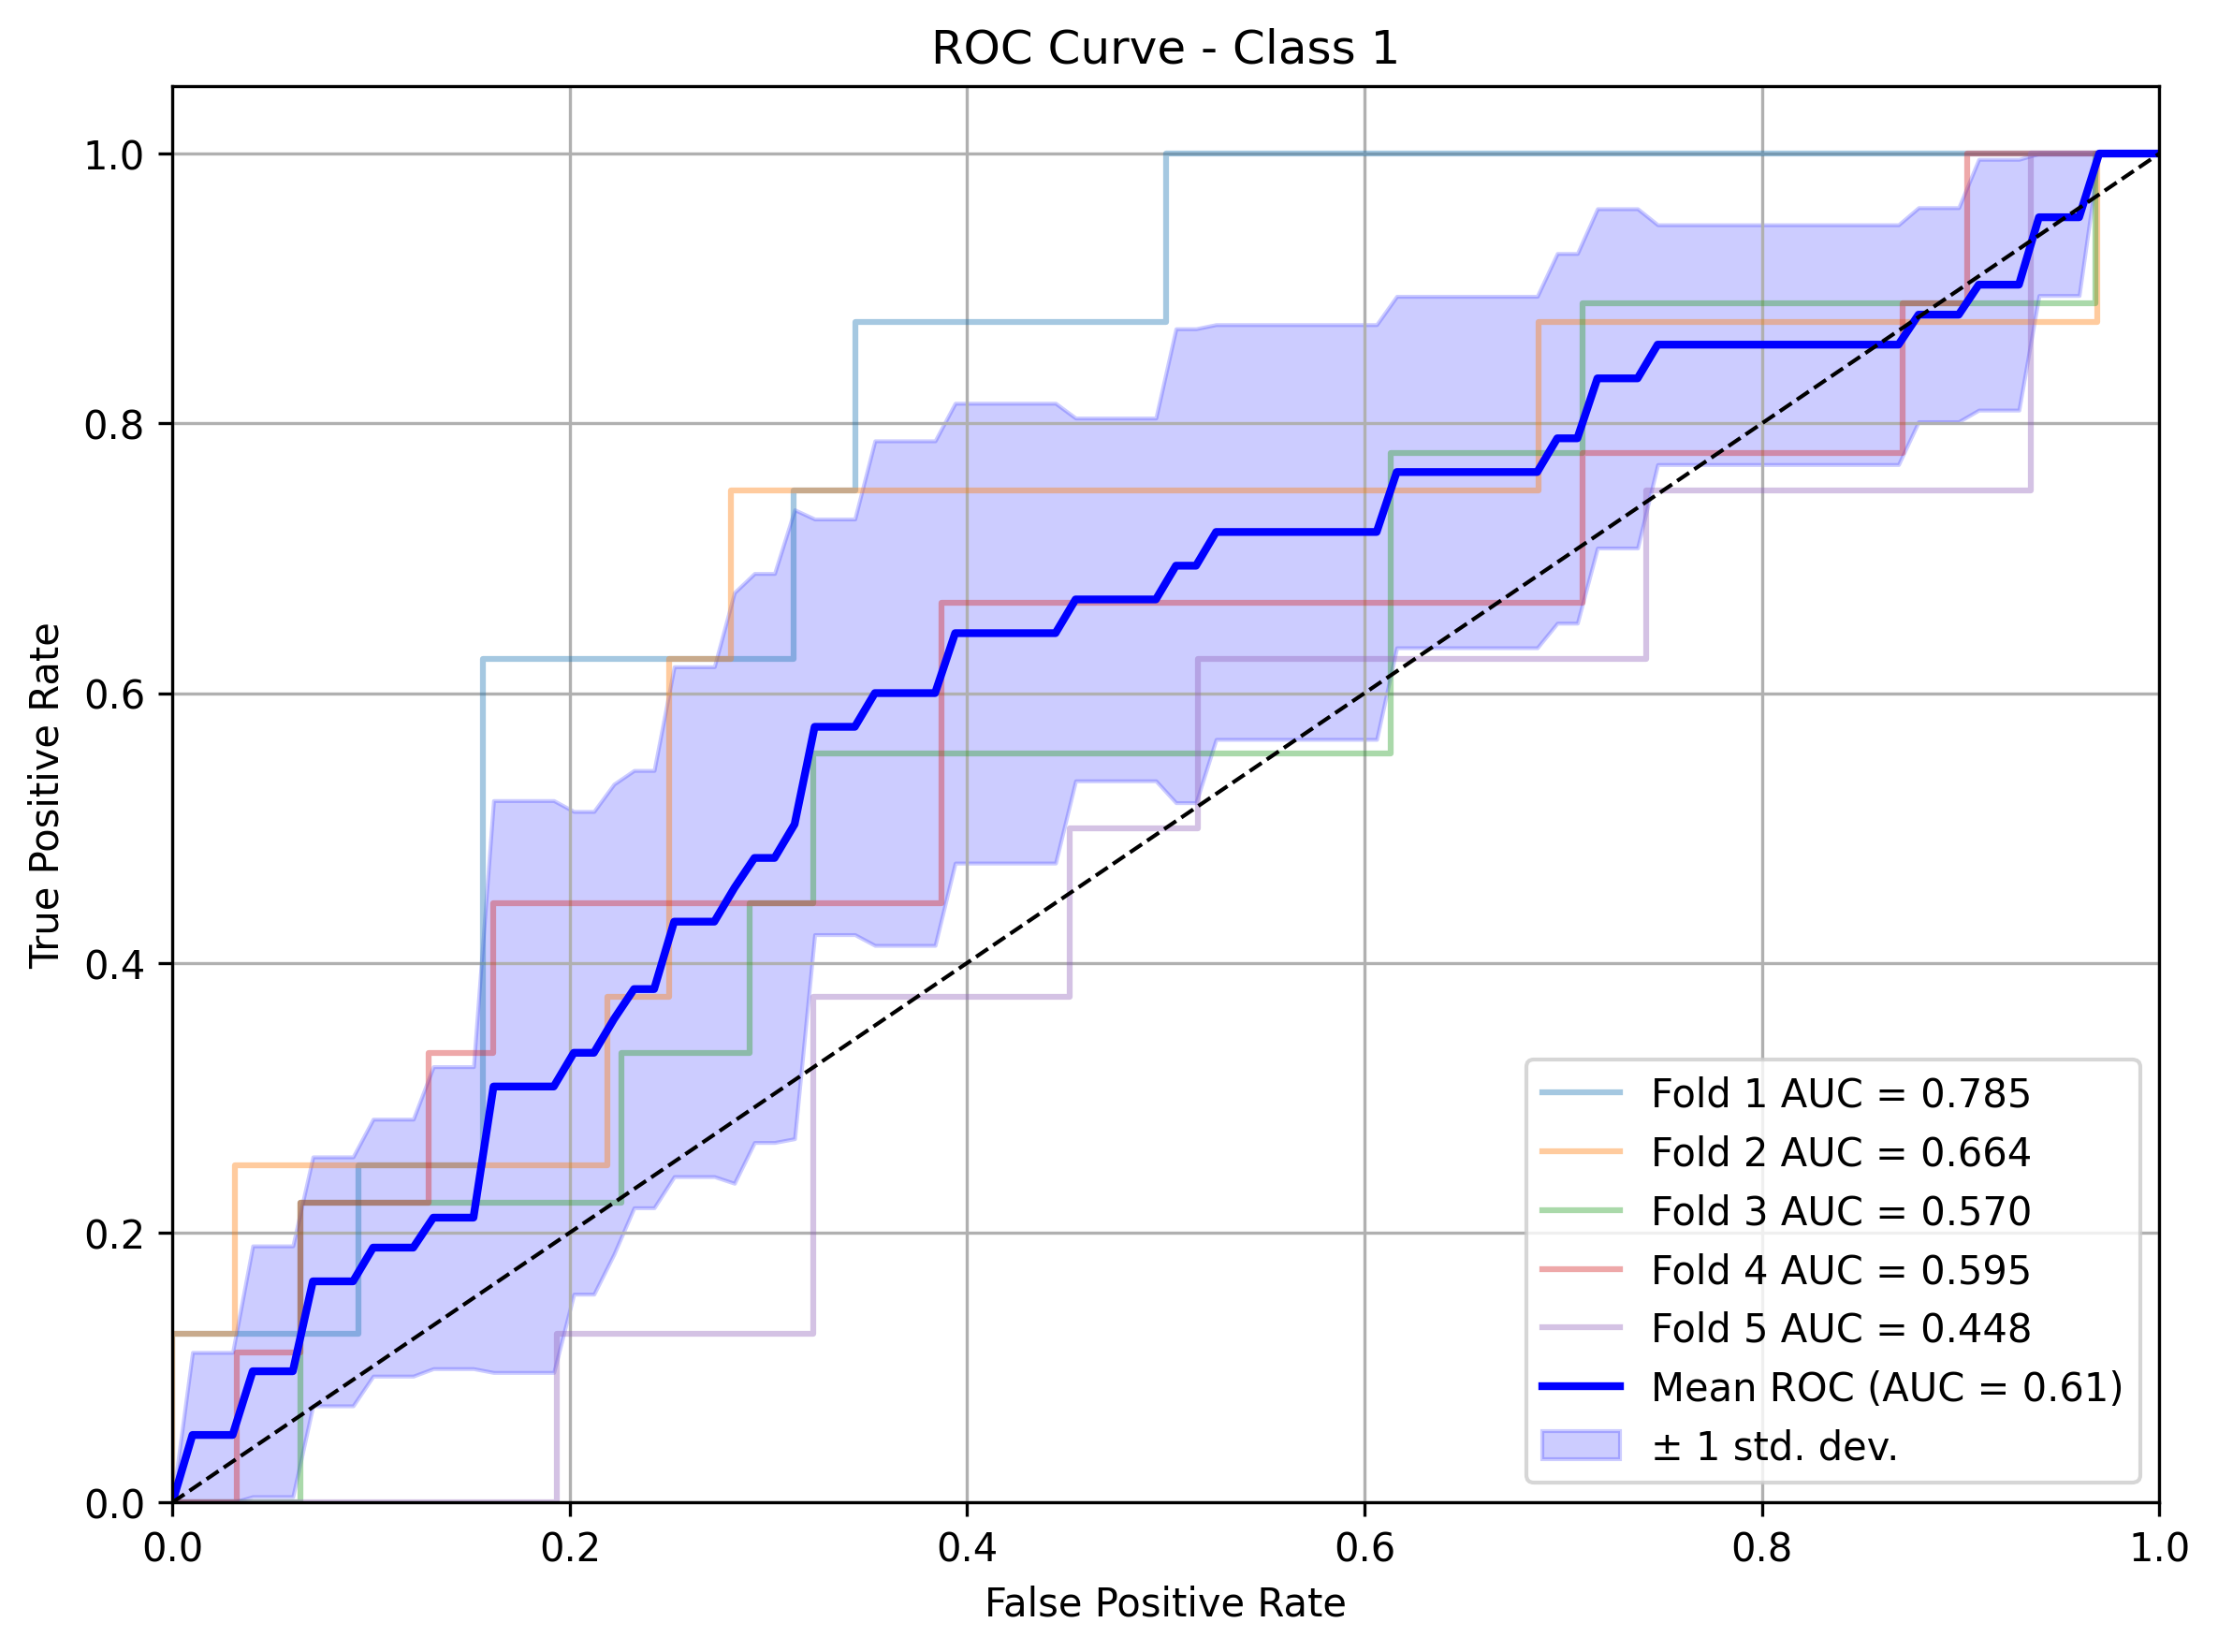 ROC Curve - Class 1
1.0
0.8
0.6
0.4
0.2
0.0
True Positive Rate
0.0 0.2 0.4 0.6 0.8 1.0
False Positive Rate
Fold 1 AUC = 0.785
Fold 2 AUC = 0.664
Fold 3 AUC = 0.570
Fold 4 AUC = 0.595
Fold 5 AUC = 0.448
Mean ROC (AUC = 0.61)
± 1 std. dev.